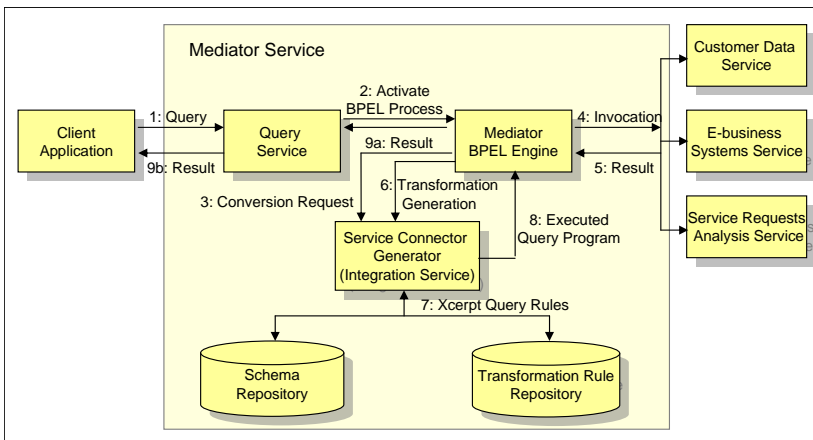 Mediator Service
Customer Data
Service
2: Activate
BPEL Process
1: Query
4: Invocation
Client
Application
Query
Service
Mediator
BPEL Engine
E-business
Systems Service
9a: Result
9b: Result
5: Result
6: Transformation
Generation
3: Conversion Request
8: Executed
Query Program
Service Requests
Analysis Service
Service Connector
Generator
(Integration Service)
7: Xcerpt Query Rules
Schema
Repository
Transformation Rule
Repository